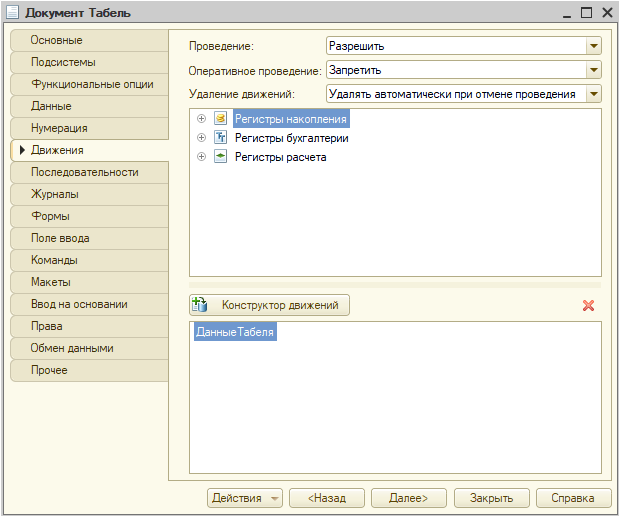 Документ Табель
Основные
Подсистемы
Функциональные опции
Данные
Нумерация
Движения
Последовательности
Журналы
Формы
Поле ввода
Команды
Макеты
Ввод на основании
Права
Обмен данными
Прочее
Проведение: Разрешить
Оперативное проведение: Запретить
Удаление движений: Удалять автоматически при отмене проведения
Регистры накопления
Регистры бухгалтерии
Регистры расчета
Конструктор движений
ДанныеТабеля
Действия <Назад Далее> Закрыть Справка